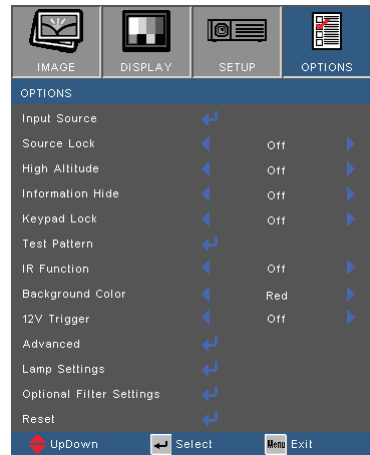 IMAGE DISPLAY SETUP OPTIONS
OPTIONS
Input Source
Source Lock Off
High Altitude Off
Information Hide Off
Keypad Lock Off
Test Pattern
IR Function Off
Background Color Red
12V Trigger Off
Advanced
Lamp Settings
Optional Filter Settings
Reset
UpDown Select Menu Exit